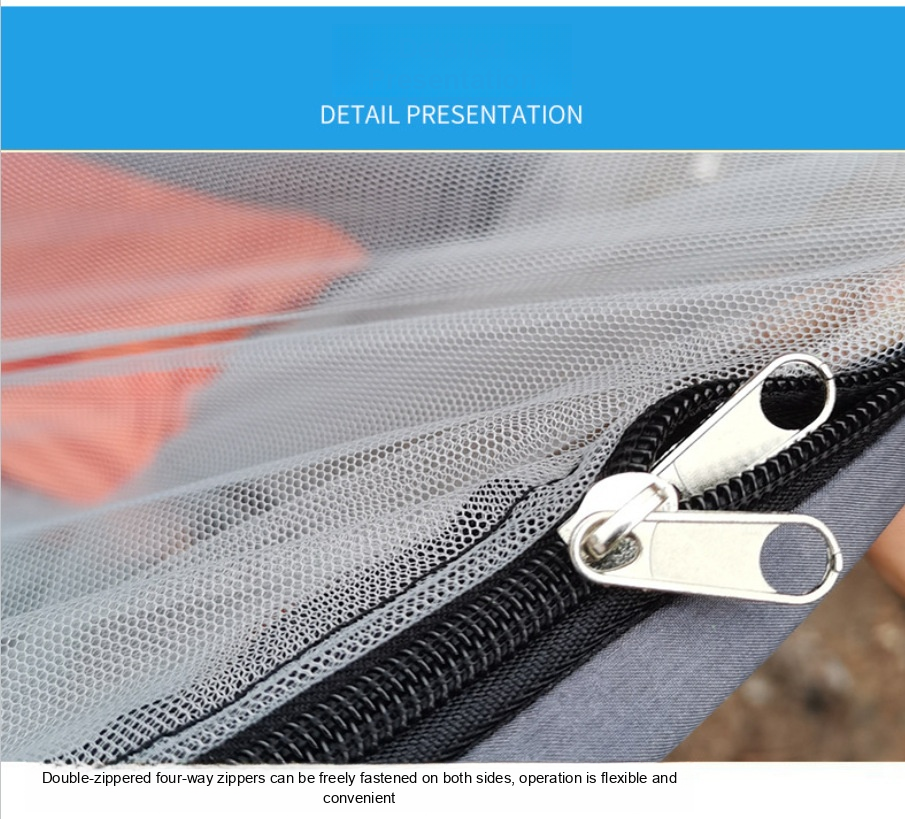 DETAIL PRESENTATION
Double-zippered four-way zippers can be freely fastened on both sides, operation is flexible and
convenient